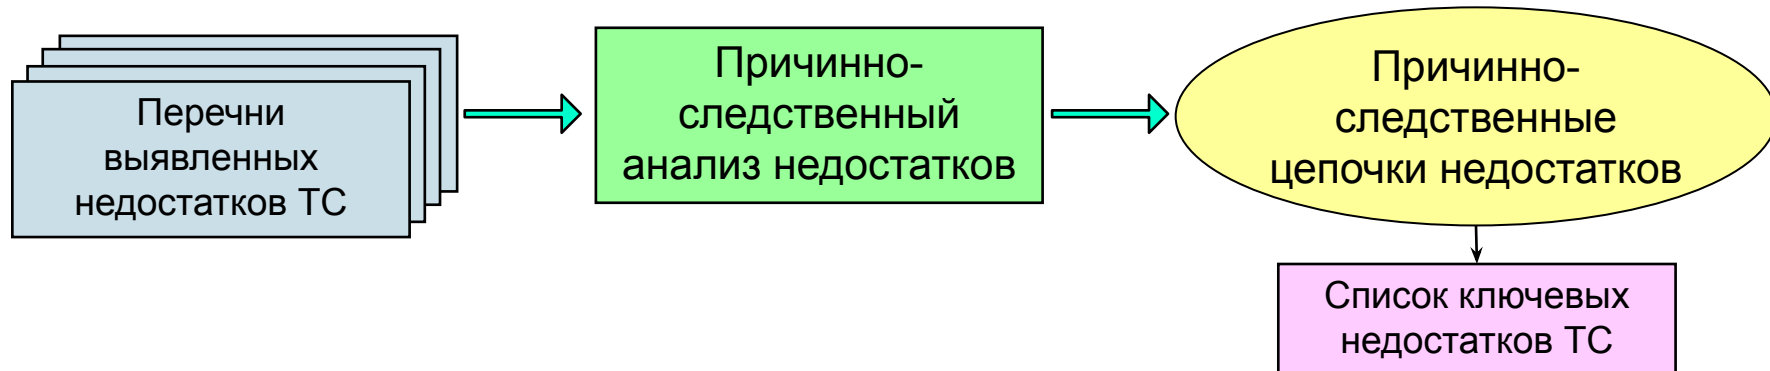 Перечни
выявленных
недостатков ТС
Причинно-
следственный
анализ недостатков
Причинно-
следственные
цепочки недостатков
Список ключевых
недостатков ТС